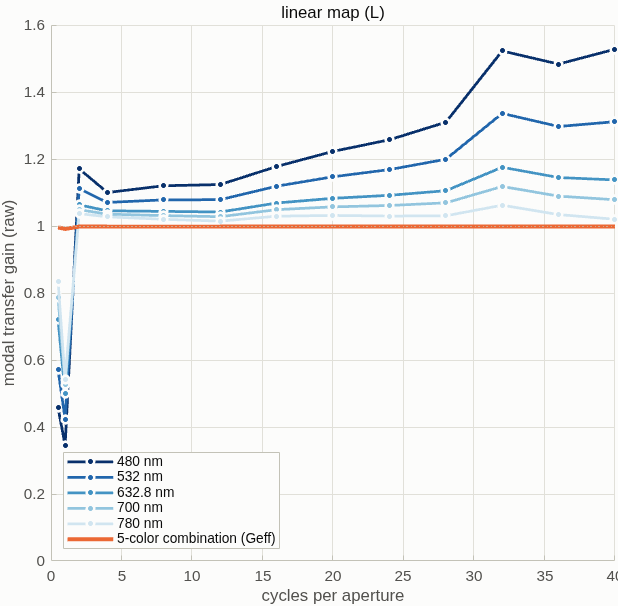 linear map (L)
1.6
1.4
1.2
1
0.8
0.6
0.4
0.2
0
modal transfer gain (raw)
480 nm
532 nm
632.8 nm
700 nm
780 nm
5-color combination (Geff)
0 5 10 15 20 25 30 35 40
cycles per aperture